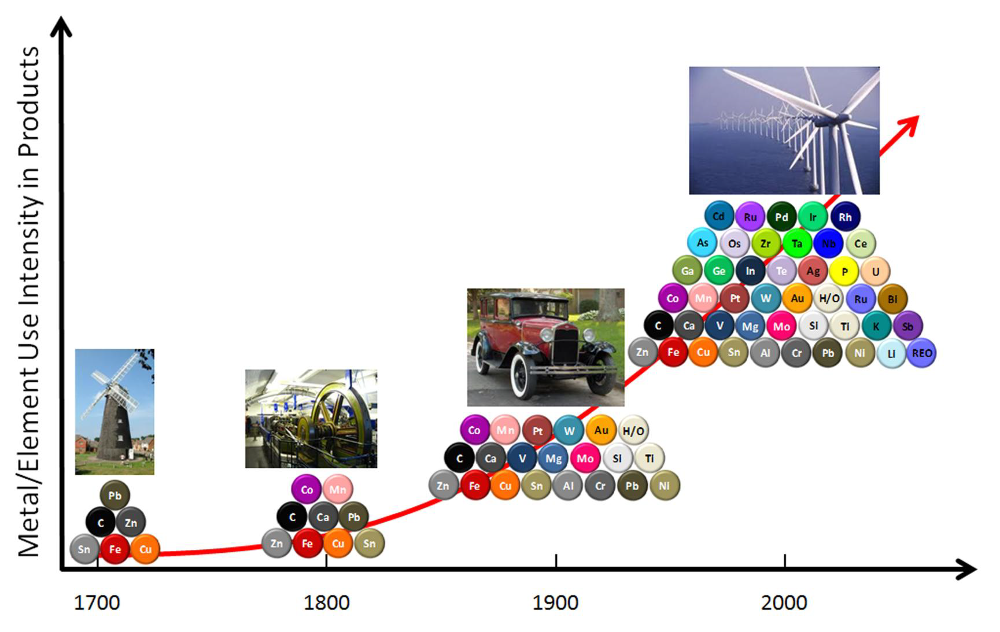 Metal/Element Use Intensity in Products
Pb
C Zn
Sn Fe Cu
Co Mn
C Ca Pb
Zn Fe Cu Sn
Co Mn Pt W Au H/O
C Ca V Mg Mo Si Ti
Zn Fe Cu Sn Al Cr Pb Ni
Cd Ru Pd Ir Rh
As Os Zr Ta Nb Ce
Ga Ge In Te Ag P U
Co Mn Pt W Au H/O Ru Bi
C Ca V Mg Mo Si Ti K Sb
Zn Fe Cu Sn Al Cr Pb Ni Li REO
1700 1800 1900 2000